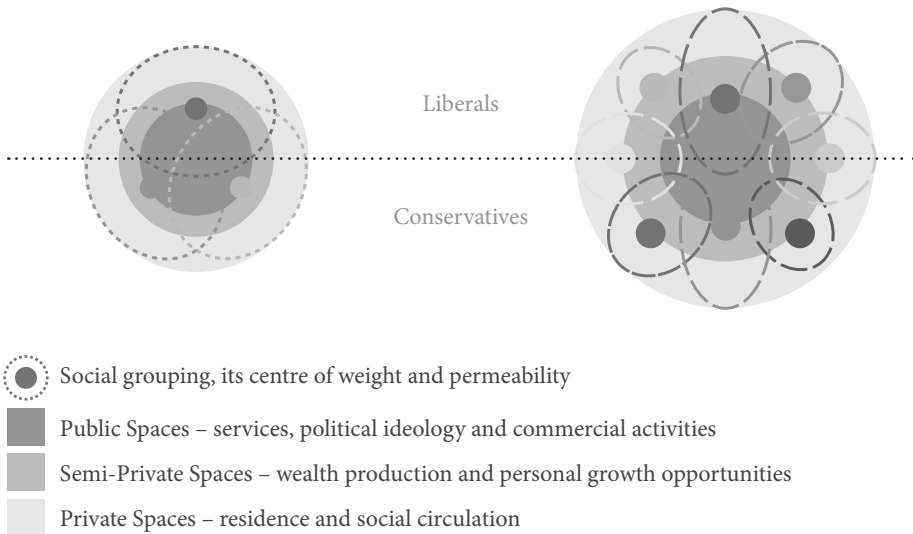 Liberals
Conservatives
Social grouping, its centre of weight and permeability
Public Spaces – services, political ideology and commercial activities
Semi-Private Spaces – wealth production and personal growth opportunities
Private Spaces – residence and social circulation